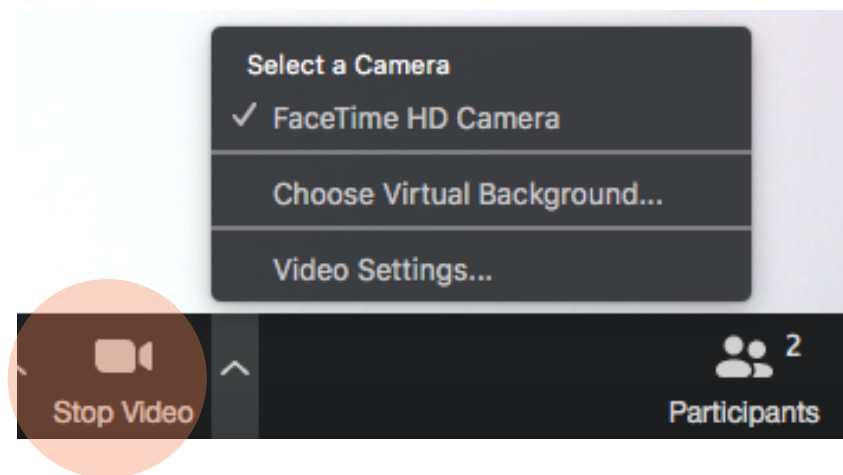 Select a Camera
✓ FaceTime HD Camera
Choose Virtual Background...
Video Settings...
Stop Video
2
Participants